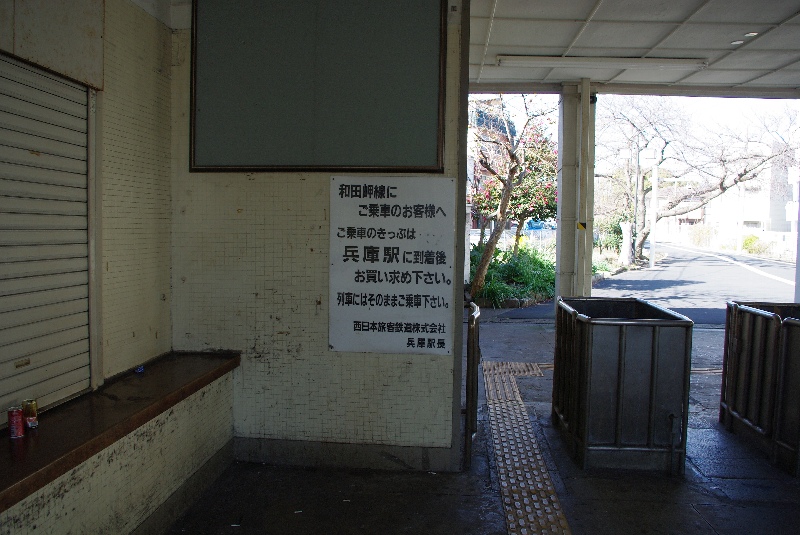 和田岬線に
ご乗車のお客様へ
ご乗車のきっぷは
兵庫駅に到着後
お買い求め下さい。
列車にはそのままご乗車下さい。
西日本旅客鉄道株式会社
兵庫駅長